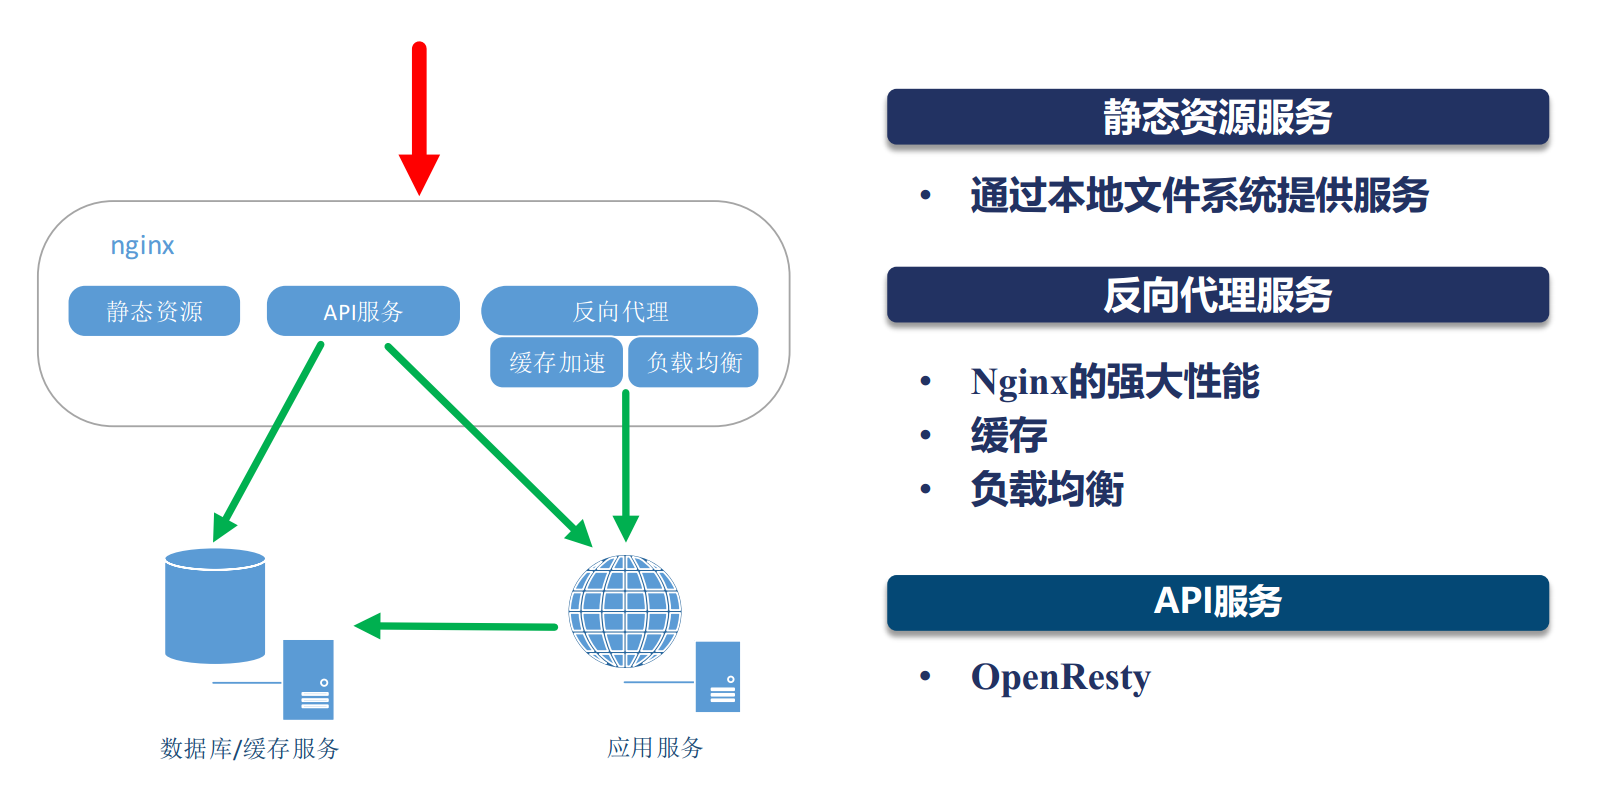 nginx
静态资源
API服务
反向代理
缓存加速
负载均衡
数据库/缓存服务
应用服务
静态资源服务
• 通过本地文件系统提供服务
反向代理服务
• Nginx的强大性能
• 缓存
• 负载均衡
API服务
• OpenResty